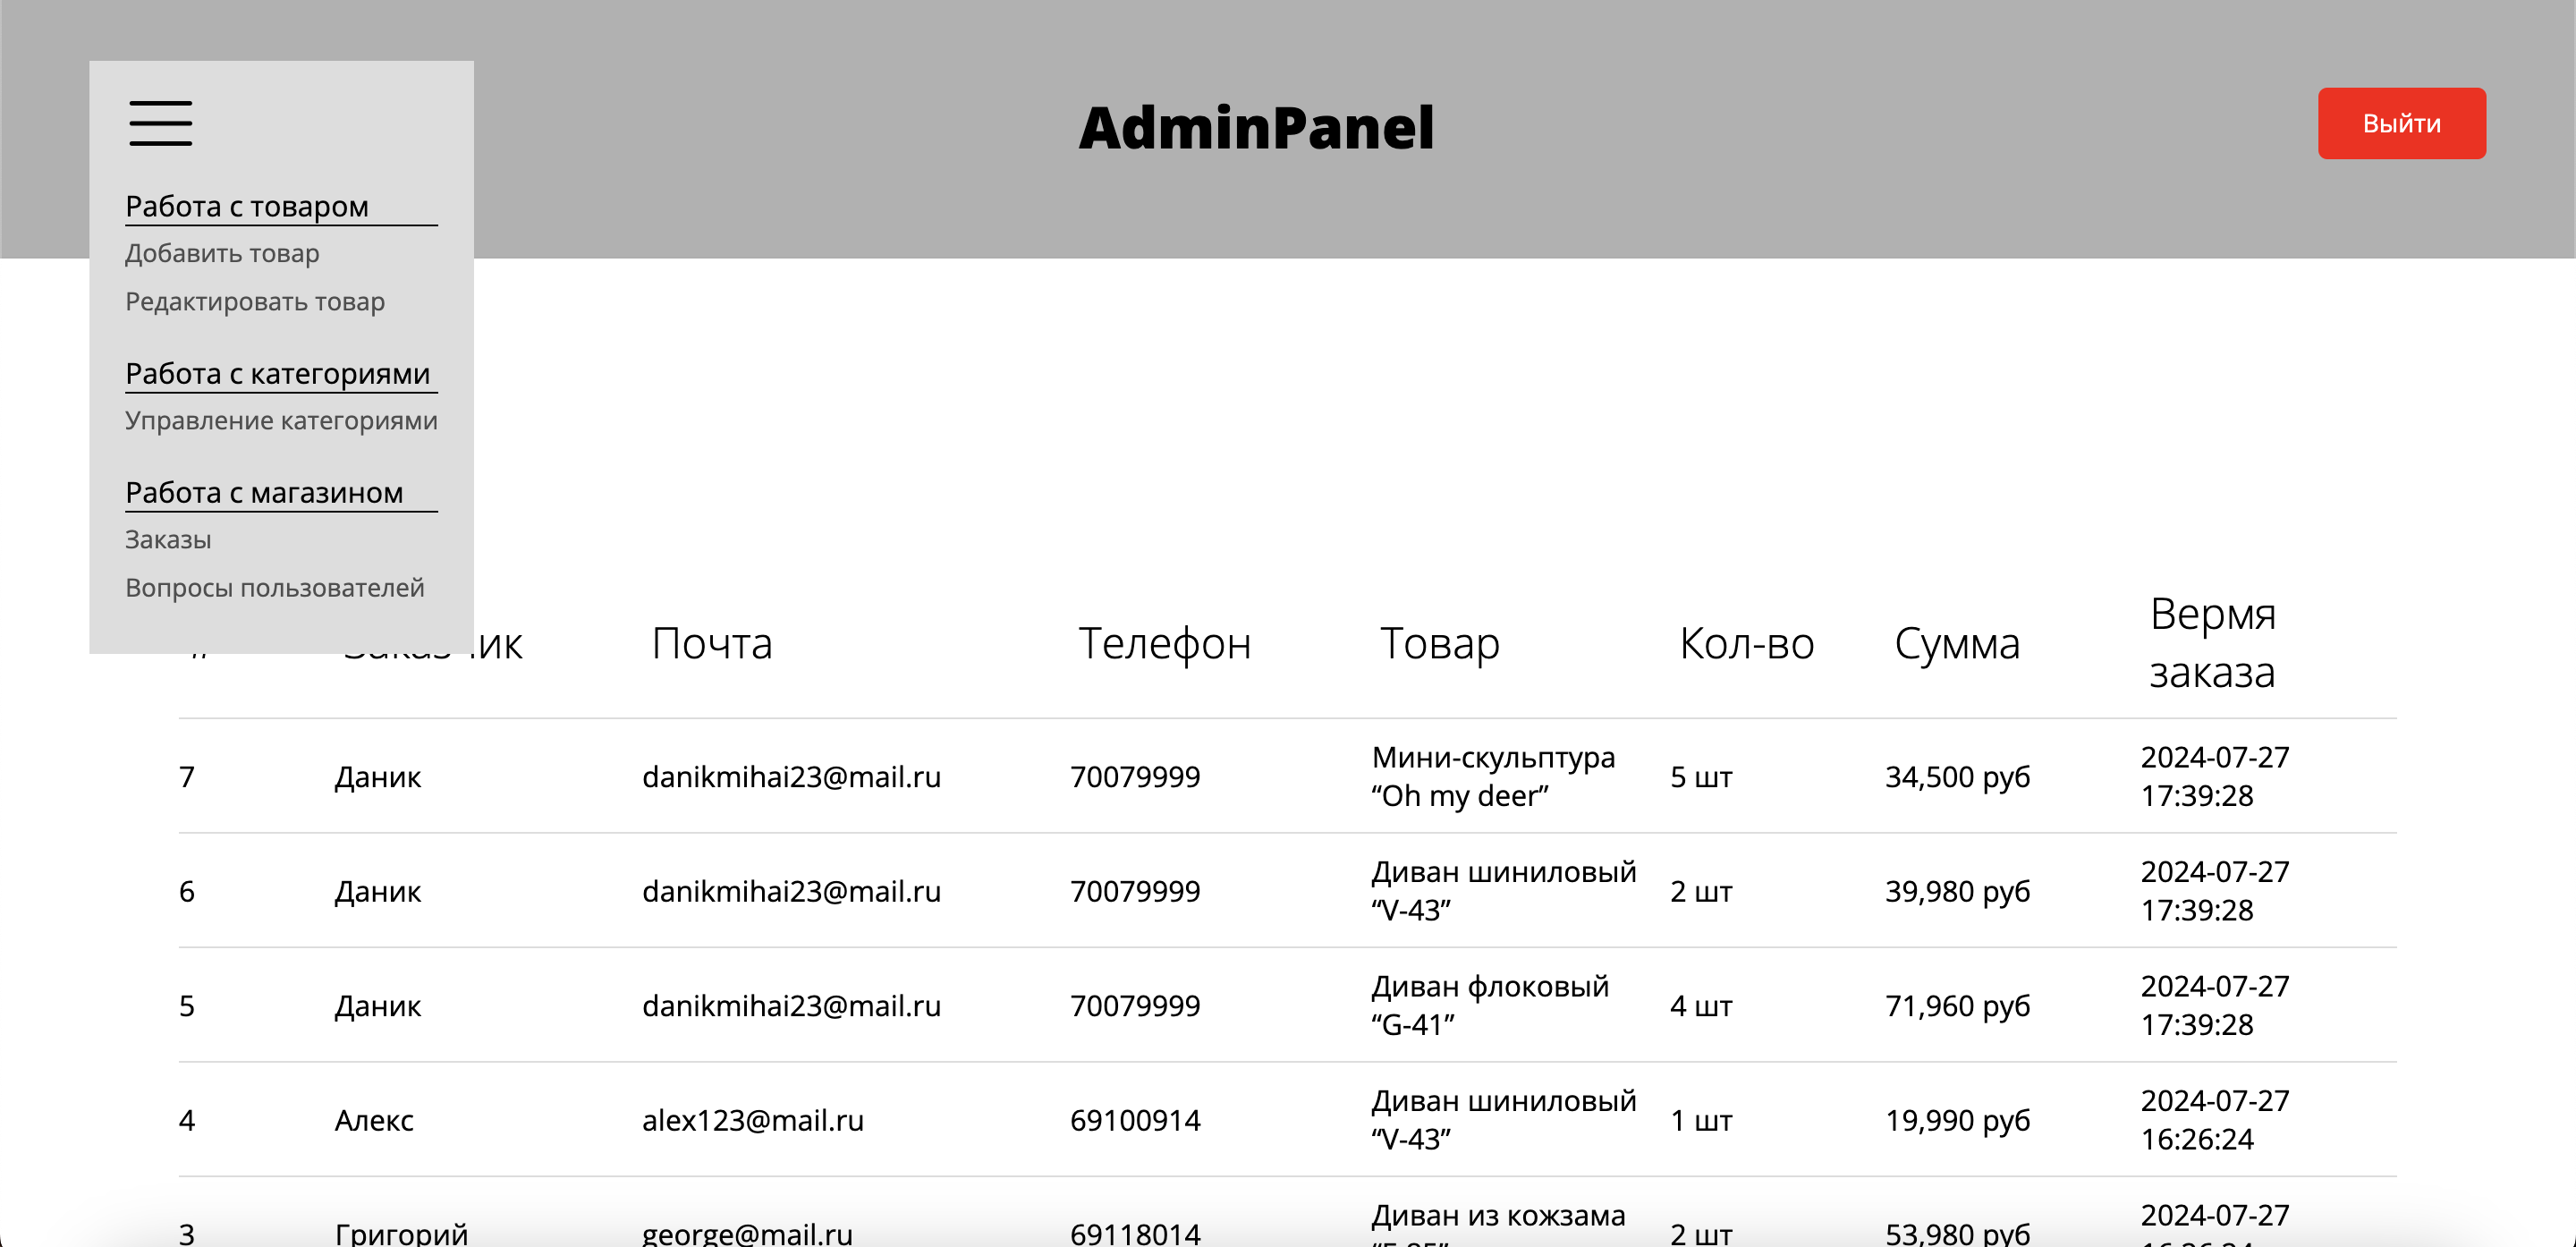 AdminPanel
Выйти
Работа с товаром
Добавить товар
Редактировать товар
Работа с категориями
Управление категориями
Работа с магазином
Заказы
Вопросы пользователей
Почта Телефон Товар Кол-во Сумма Вермя
заказа
7 Даник danikmihai23@mail.ru 70079999 Мини-скульптура
“Oh my deer” 5 шт 34,500 руб 2024-07-27
17:39:28
6 Даник danikmihai23@mail.ru 70079999 Диван шиниловый
“V-43” 2 шт 39,980 руб 2024-07-27
17:39:28
5 Даник danikmihai23@mail.ru 70079999 Диван флоковый
“G-41” 4 шт 71,960 руб 2024-07-27
17:39:28
4 Алекс alex123@mail.ru 69100914 Диван шиниловый
“V-43” 1 шт 19,990 руб 2024-07-27
16:26:24
3 Григорий george@mail.ru 69118014 Диван из кожзама
2 шт 53,980 руб 2024-07-27